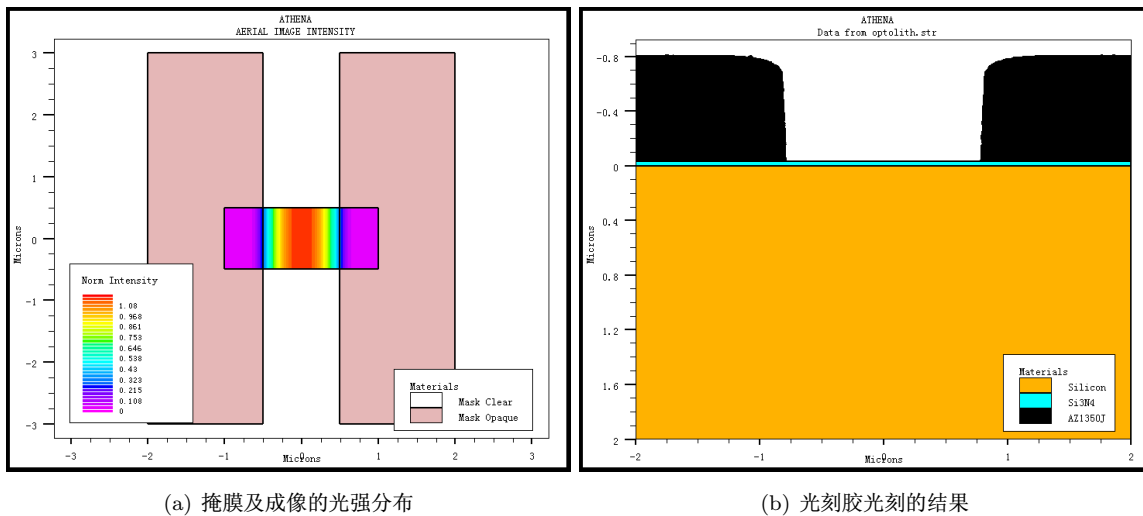 ATHENA
AERIAL IMAGE INTENSITY
3
2
1
0
-1
-2
-3
Microns
Norm Intensity
1.08
0.968
0.861
0.753
0.646
0.538
0.43
0.323
0.215
0.108
0
Materials
Mask Clear
Mask Opaque
-3
-2
-1
0
1
2
3
Microns
(a) 掩膜及成像的光强分布
ATHENA
Data from optolith.str
-0.8
-0.4
0
0.4
0.8
1.2
1.6
2
Microns
Materials
Silicon
Si3N4
AZ1350J
-2
-1
0
1
2
Microns
(b) 光刻胶光刻的结果